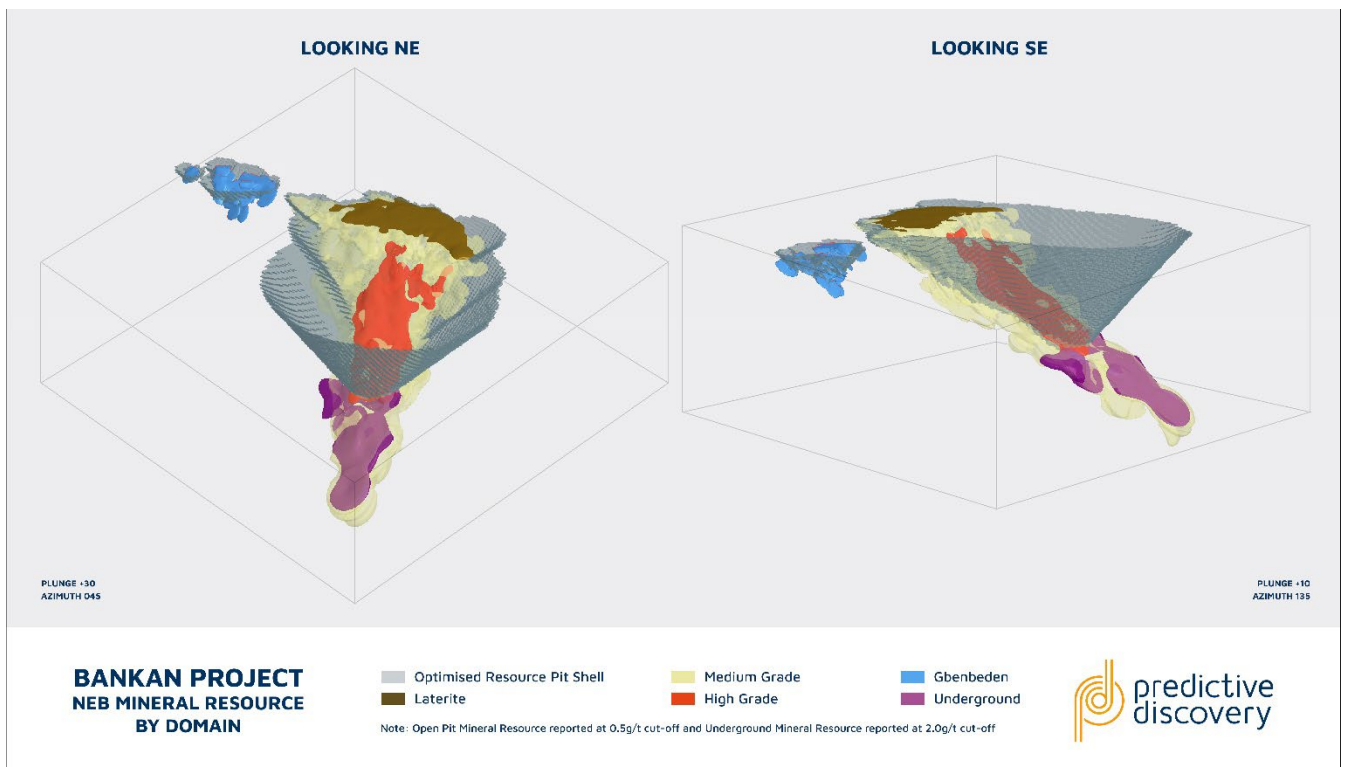 LOOKING NE
LOOKING SE
PLUNGE +30
AZIMUTH 045
PLUNGE +10
AZIMUTH 135
BANKAN PROJECT
NEB MINERAL RESOURCE
BY DOMAIN
Optimised Resource Pit Shell
Laterite
Medium Grade
High Grade
Gbenbeden
Underground
Note: Open Pit Mineral Resource reported at 0.5g/t cut-off and Underground Mineral Resource reported at 2.0g/t cut-off
predictive
discovery